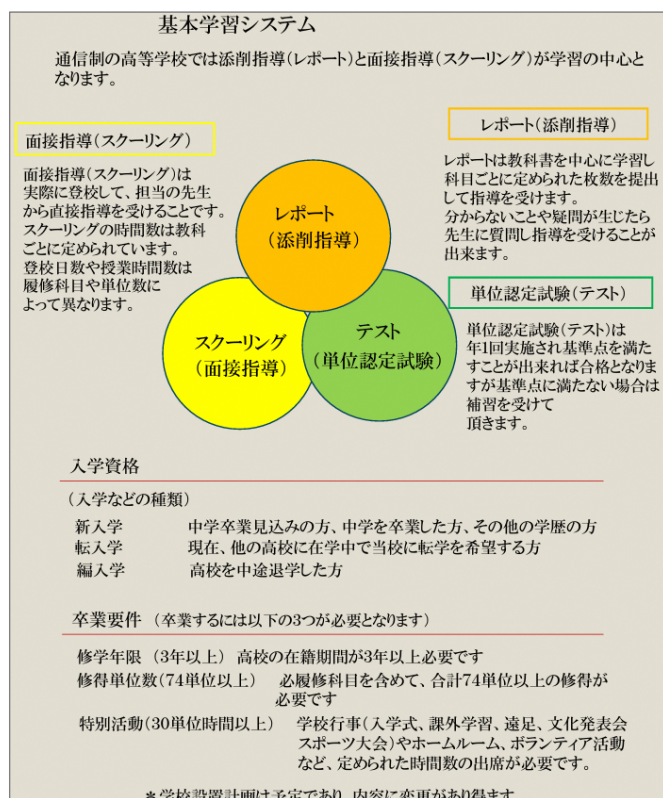 基本学習システム
通信制の高等学校では添削指導(レポート)と面接指導(スクーリング)が学習の中心と
なります。
面接指導(スクーリング)
面接指導(スクーリング)は
実際に登校して、担当の先生
から直接指導を受けることです。
スクーリングの時間数は教科
ごとに定められています。
登校日数や授業時間数は
履修科目や単位数に
よって異なります。
レポート(添削指導)
レポートは教科書を中心に学習し
科目ごとに定められた枚数を提出
して指導を受けます。
分からないことや疑問が生じたら
先生に質問し指導を受けることが
出来ます。
レポート
(添削指導)
スクーリング
(面接指導)
テスト
(単位認定試験)
単位認定試験(テスト)
単位認定試験(テスト)は
年1回実施され基準点を満た
すことが出来れば合格となりま
すが基準点に満たない場合は
補習を受けて
頂きます。
入学資格
(入学などの種類)
新入学 中学卒業見込みの方、中学を卒業した方、その他の学歴の方
転入学 現在、他の高校に在学中で当校に転学を希望する方
編入学 高校を中途退学した方
卒業要件 (卒業するには以下の3つが必要となります)
修学年限 (3年以上) 高校の在籍期間が3年以上必要です
修得単位数(74単位以上) 必履修科目を含めて、合計74単位以上の修得が
必要です
特別活動(30単位時間以上) 学校行事(入学式、課外学習、遠足、文化発表会
スポーツ大会)やホームルーム、ボランティア活動
など、定められた時間数の出席が必要です。
*学校設置計画は予定であり、内容に変更があり得ます